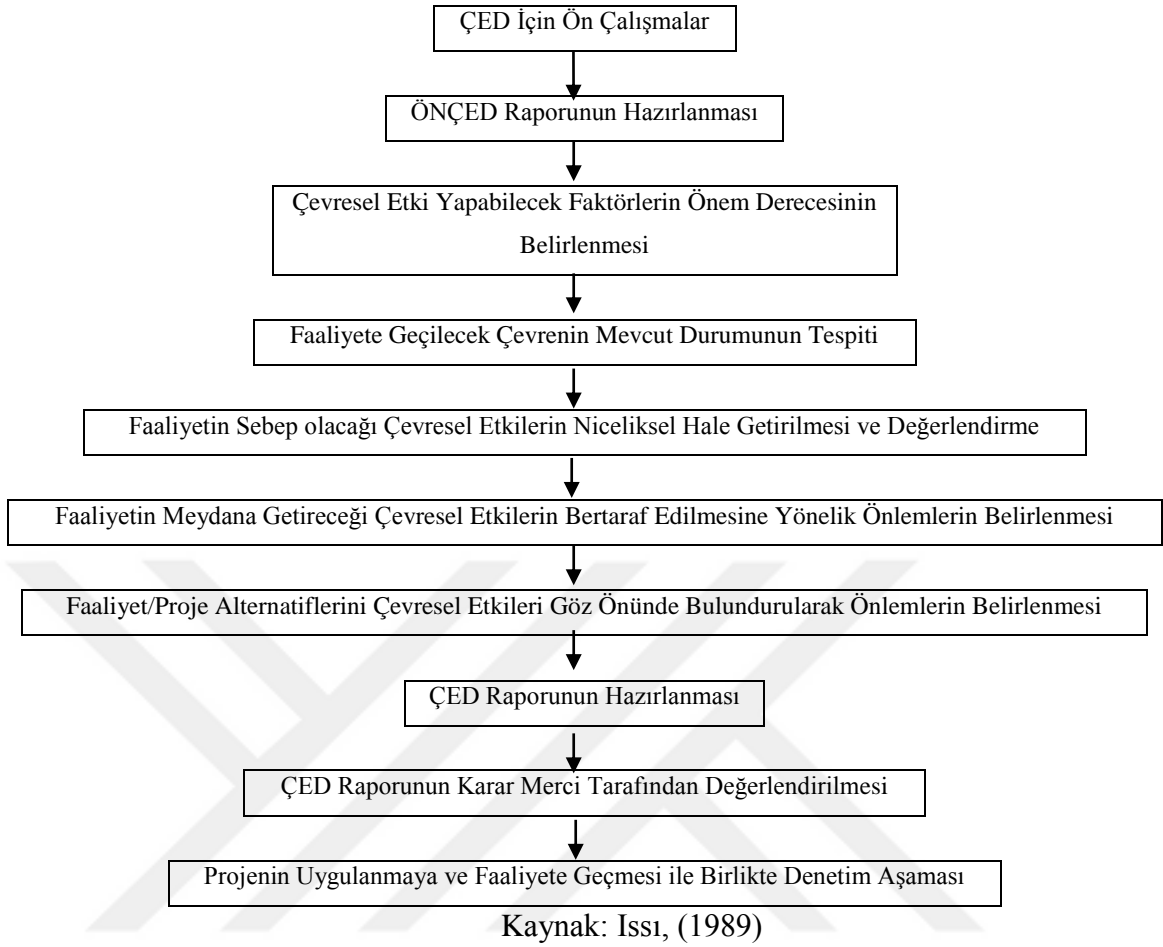 ÇED İçin Ön Çalışmalar
ÖNÇED Raporunun Hazırlanması
Çevresel Etki Yapabilecek Faktörlerin Önem Derecesinin
Belirlenmesi
Faaliyete Geçilecek Çevrenin Mevcut Durumunun Tespiti
Faaliyetin Sebep olacağı Çevresel Etkilerin Niceliksel Hale Getirilmesi ve Değerlendirme
Faaliyetin Meydana Getireceği Çevresel Etkilerin Bertaraf Edilmesine Yönelik Önlemlerin Belirlenmesi
Faaliyet/Proje Alternatiflerini Çevresel Etkileri Göz Önünde Bulundurularak Önlemlerin Belirlenmesi
ÇED Raporunun Hazırlanması
ÇED Raporunun Karar Merci Tarafından Değerlendirilmesi
Projenin Uygulanmaya ve Faaliyete Geçmesi ile Birlikte Denetim Aşaması
Kaynak: Issı, (1989)